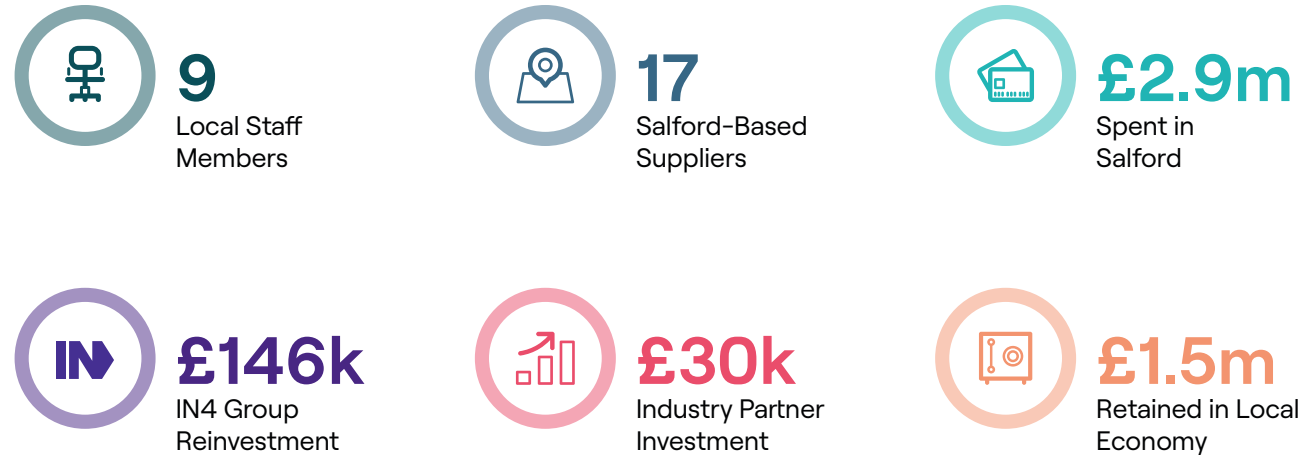 9
Local Staff
Members
17
Salford-Based
Suppliers
£2.9m
Spent in
Salford
IN
£146k
IN4 Group
Reinvestment
£30k
Industry Partner
Investment
£1.5m
Retained in Local
Economy